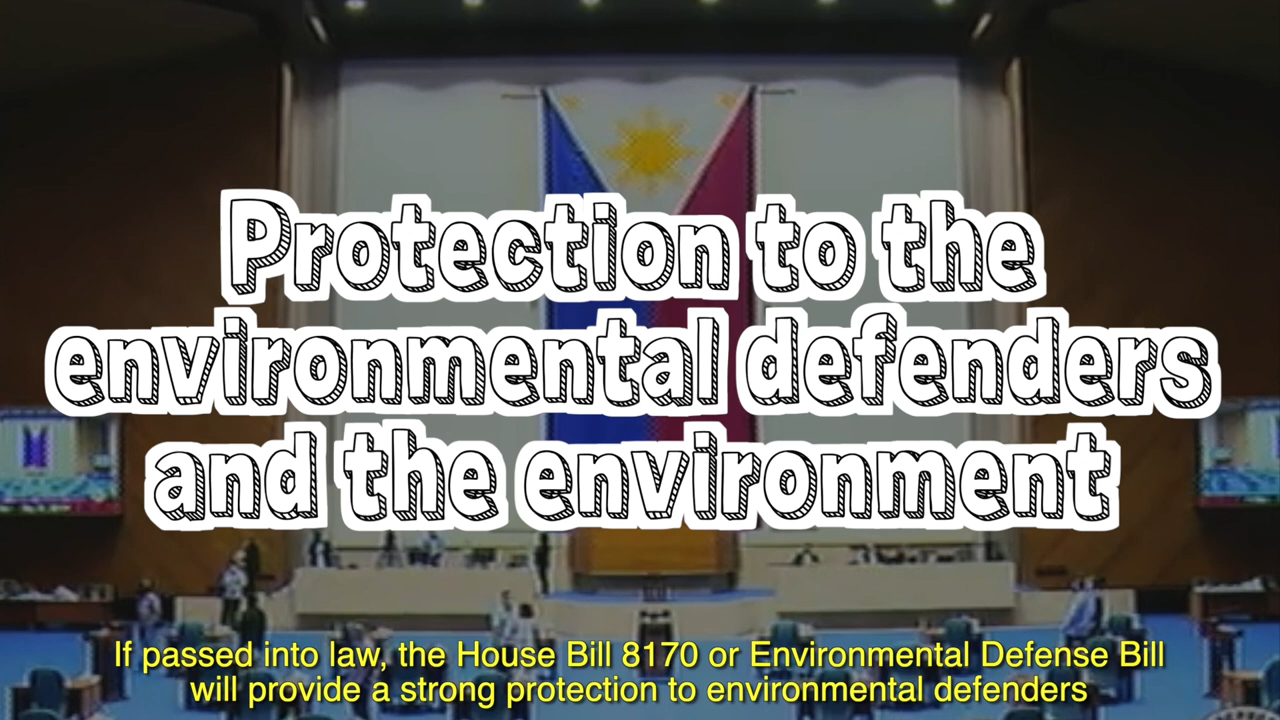 Protection to the
environmental defenders
and the environment
If passed into law, the House Bill 8170 or Environmental Defense Bill
will provide a strong protection to environmental defenders